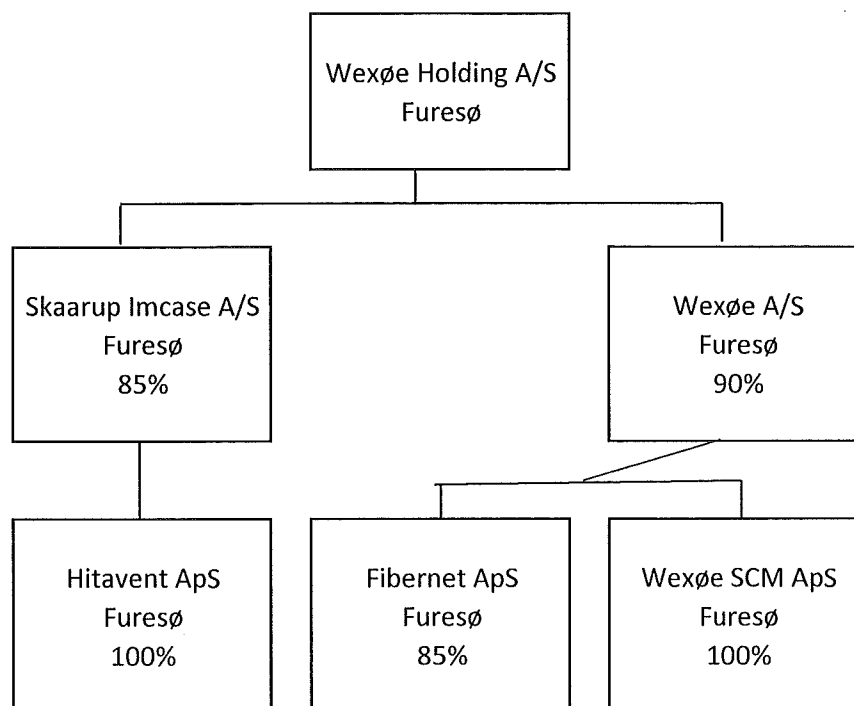 Wexøe Holding A/S
Furesø
Skaarup Imcase A/S
Furesø
85%
Wexøe A/S
Furesø
90%
Hitavent ApS
Furesø
100%
Fibernet ApS
Furesø
85%
Wexøe SCM ApS
Furesø
100%